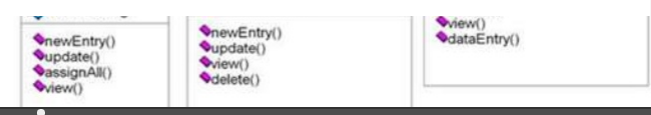 newEntry()
update()
assignAll()
view()
newEntry()
update()
view()
delete()
view()
dataEntry()